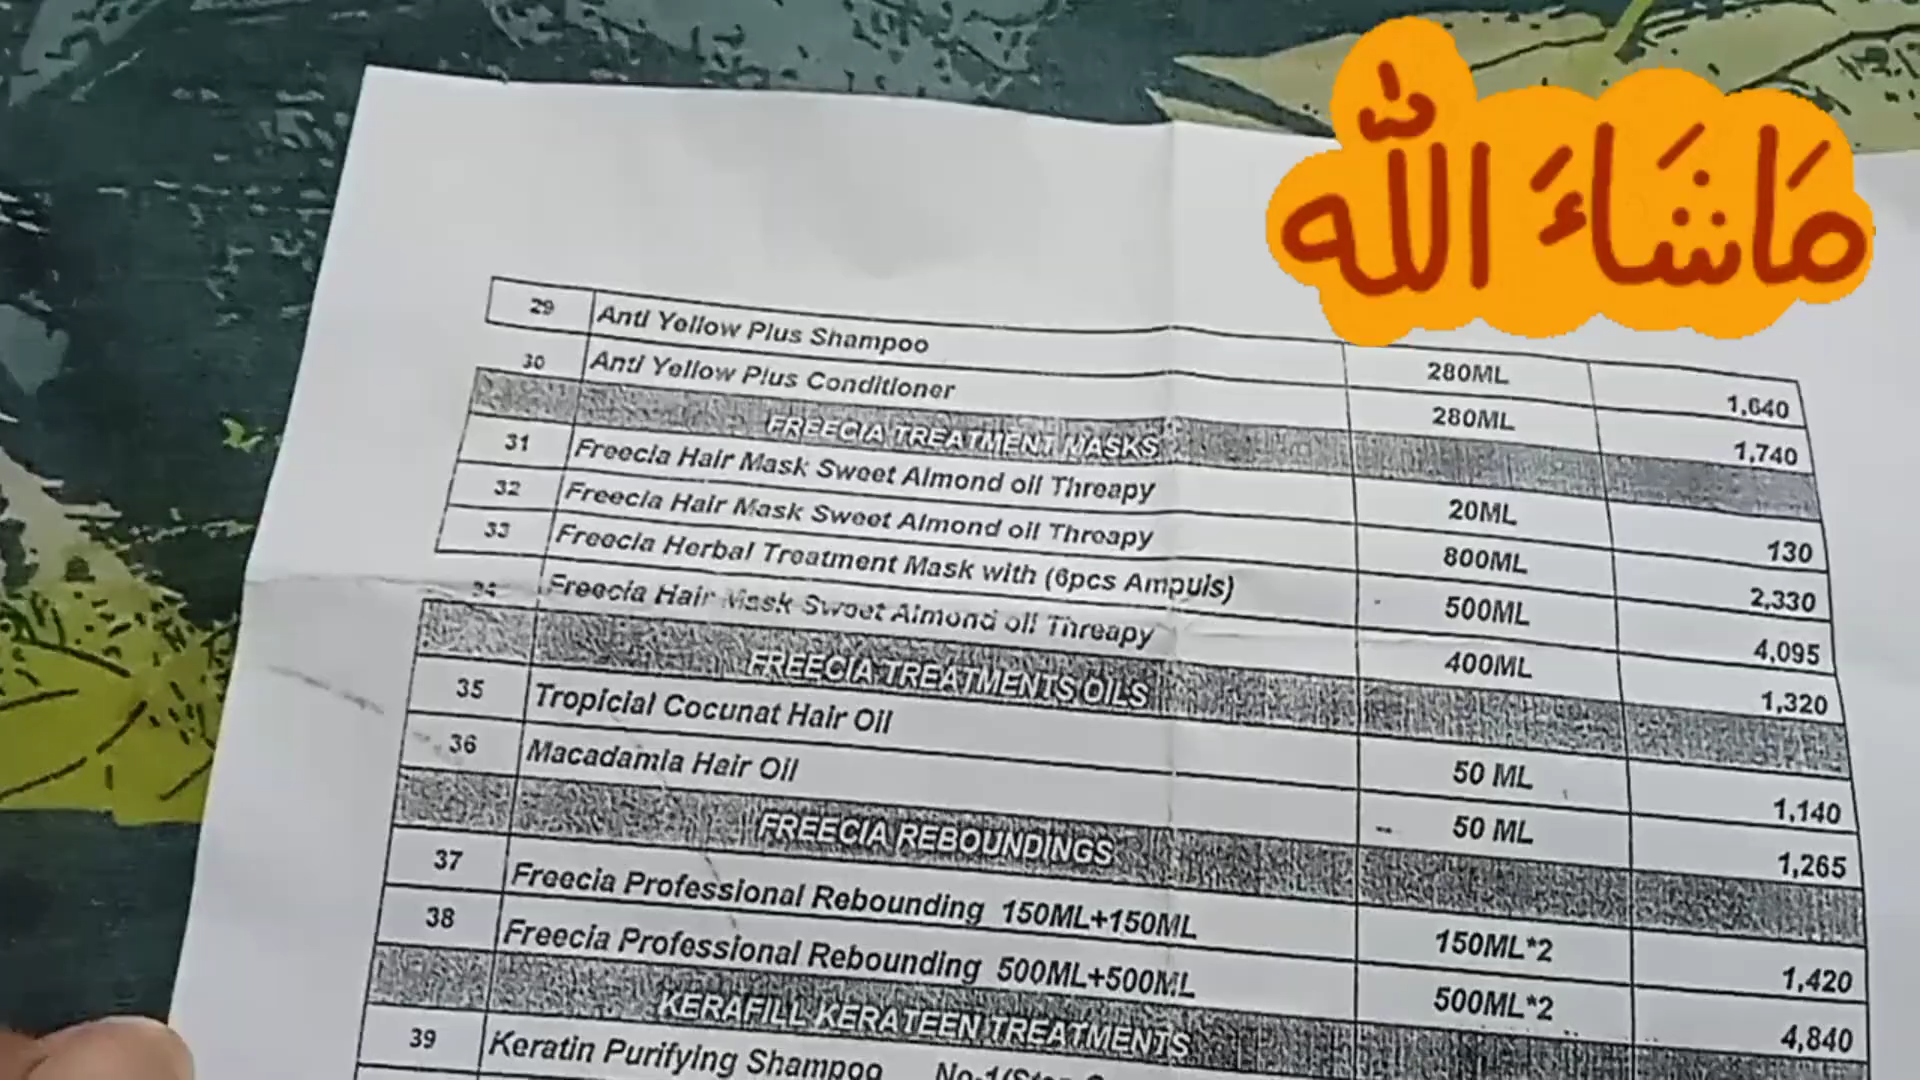 مَاشَاءَ اللّٰه
29 Anti Yellow Plus Shampoo 280ML 1,640
30 Anti Yellow Plus Conditioner 280ML 1,740
FREECIA TREATMENT MASKS
31 Freecia Hair Mask Sweet Almond oil Threapy 20ML 130
32 Freecia Hair Mask Sweet Almond oil Threapy 800ML 2,330
33 Freecia Herbal Treatment Mask with (6pcs Ampuls) 500ML 4,095
34 Freecia Hair Mask Sweet Almond oil Threapy 400ML 1,320
FREECIA TREATMENTS OILS
35 Tropicial Cocunat Hair Oil 50 ML 1,140
36 Macadamia Hair Oil 50 ML 1,265
FREECIA REBOUNDINGS
37 Freecia Professional Rebounding 150ML+150ML 150ML*2 1,420
38 Freecia Professional Rebounding 500ML+500ML 500ML*2 4,840
KERAFILL KERATEEN TREATMENTS
39 Keratin Purifying Shampoo